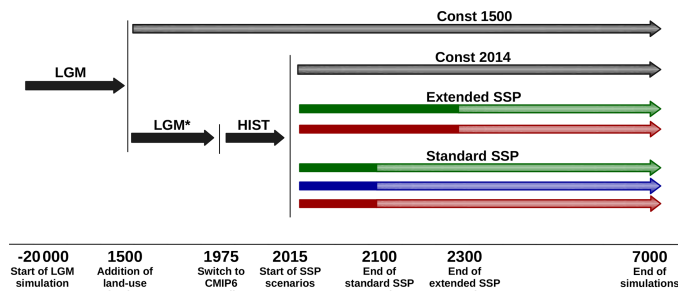 Const 1500
Const 2014
LGM
Extended SSP
LGM*
HIST
Standard SSP
-20 000 1500 1975 2015 2100 2300 7000
Start of LGM Addition of Switch to Start of SSP End of End of End of
simulation land-use CMIP6 scenarios standard SSP extended SSP simulations